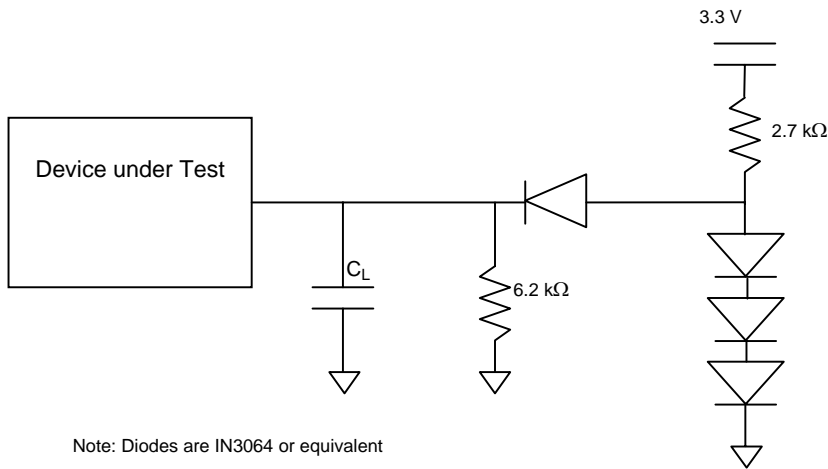 3.3 V
2.7 kΩ
Device under Test
CL
6.2 kΩ
Note: Diodes are IN3064 or equivalent